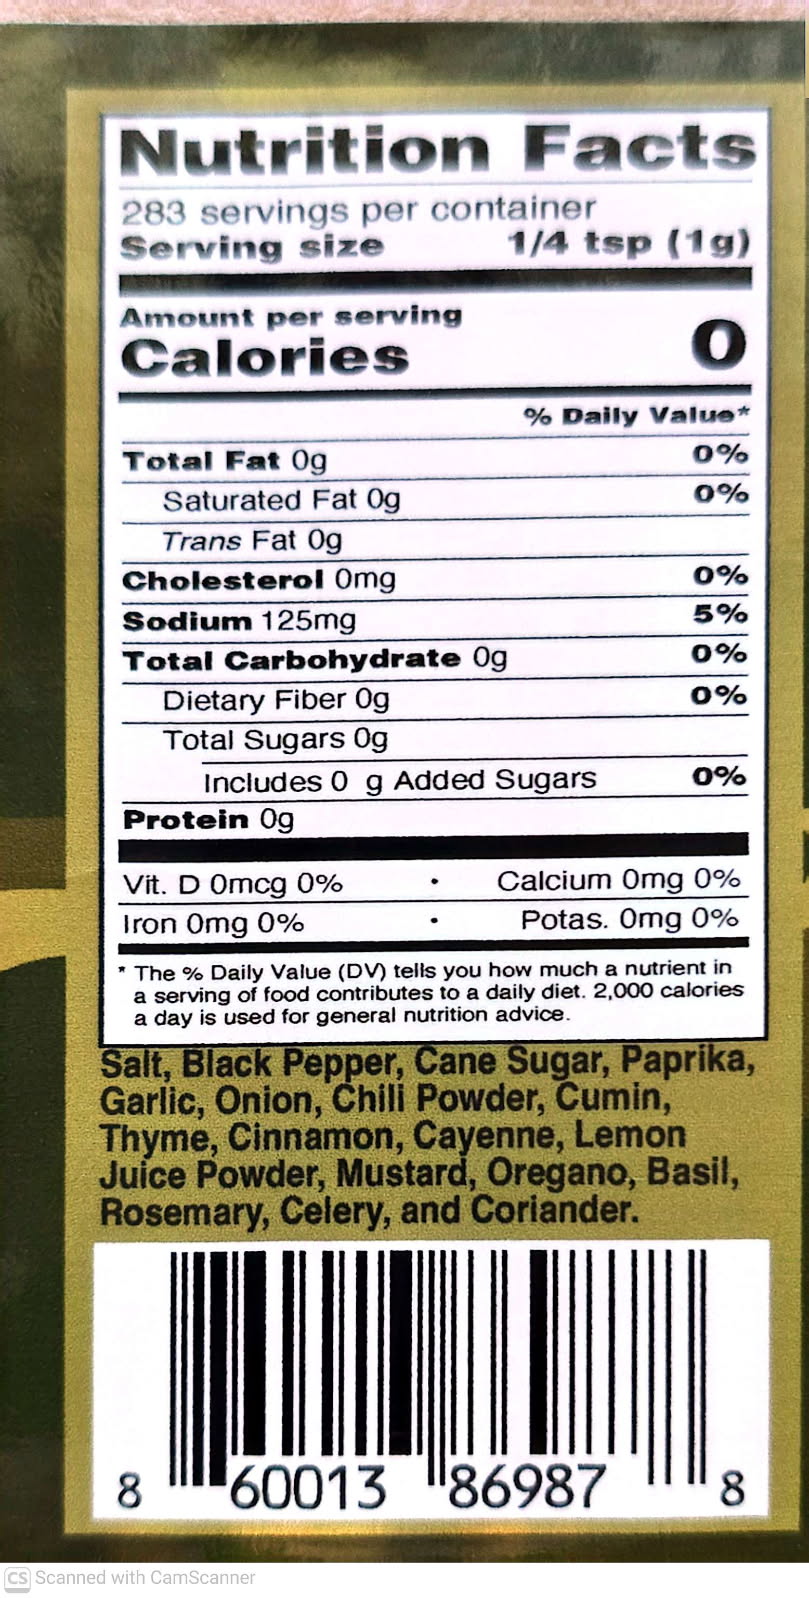 Nutrition Facts
283 servings per container
Serving size 1/4 tsp (1g)
Amount per serving
Calories 0
% Daily Value*
Total Fat 0g 0%
Saturated Fat 0g 0%
Trans Fat 0g
Cholesterol 0mg 0%
Sodium 125mg 5%
Total Carbohydrate 0g 0%
Dietary Fiber 0g 0%
Total Sugars 0g
Includes 0 g Added Sugars 0%
Protein 0g
Vit. D 0mcg 0% • Calcium 0mg 0%
Iron 0mg 0% • Potas. 0mg 0%
* The % Daily Value (DV) tells you how much a nutrient in
a serving of food contributes to a daily diet. 2,000 calories
a day is used for general nutrition advice.
Salt, Black Pepper, Cane Sugar, Paprika,
Garlic, Onion, Chili Powder, Cumin,
Thyme, Cinnamon, Cayenne, Lemon
Juice Powder, Mustard, Oregano, Basil,
Rosemary, Celery, and Coriander.
8 60013 86987 8
CS Scanned with CamScanner